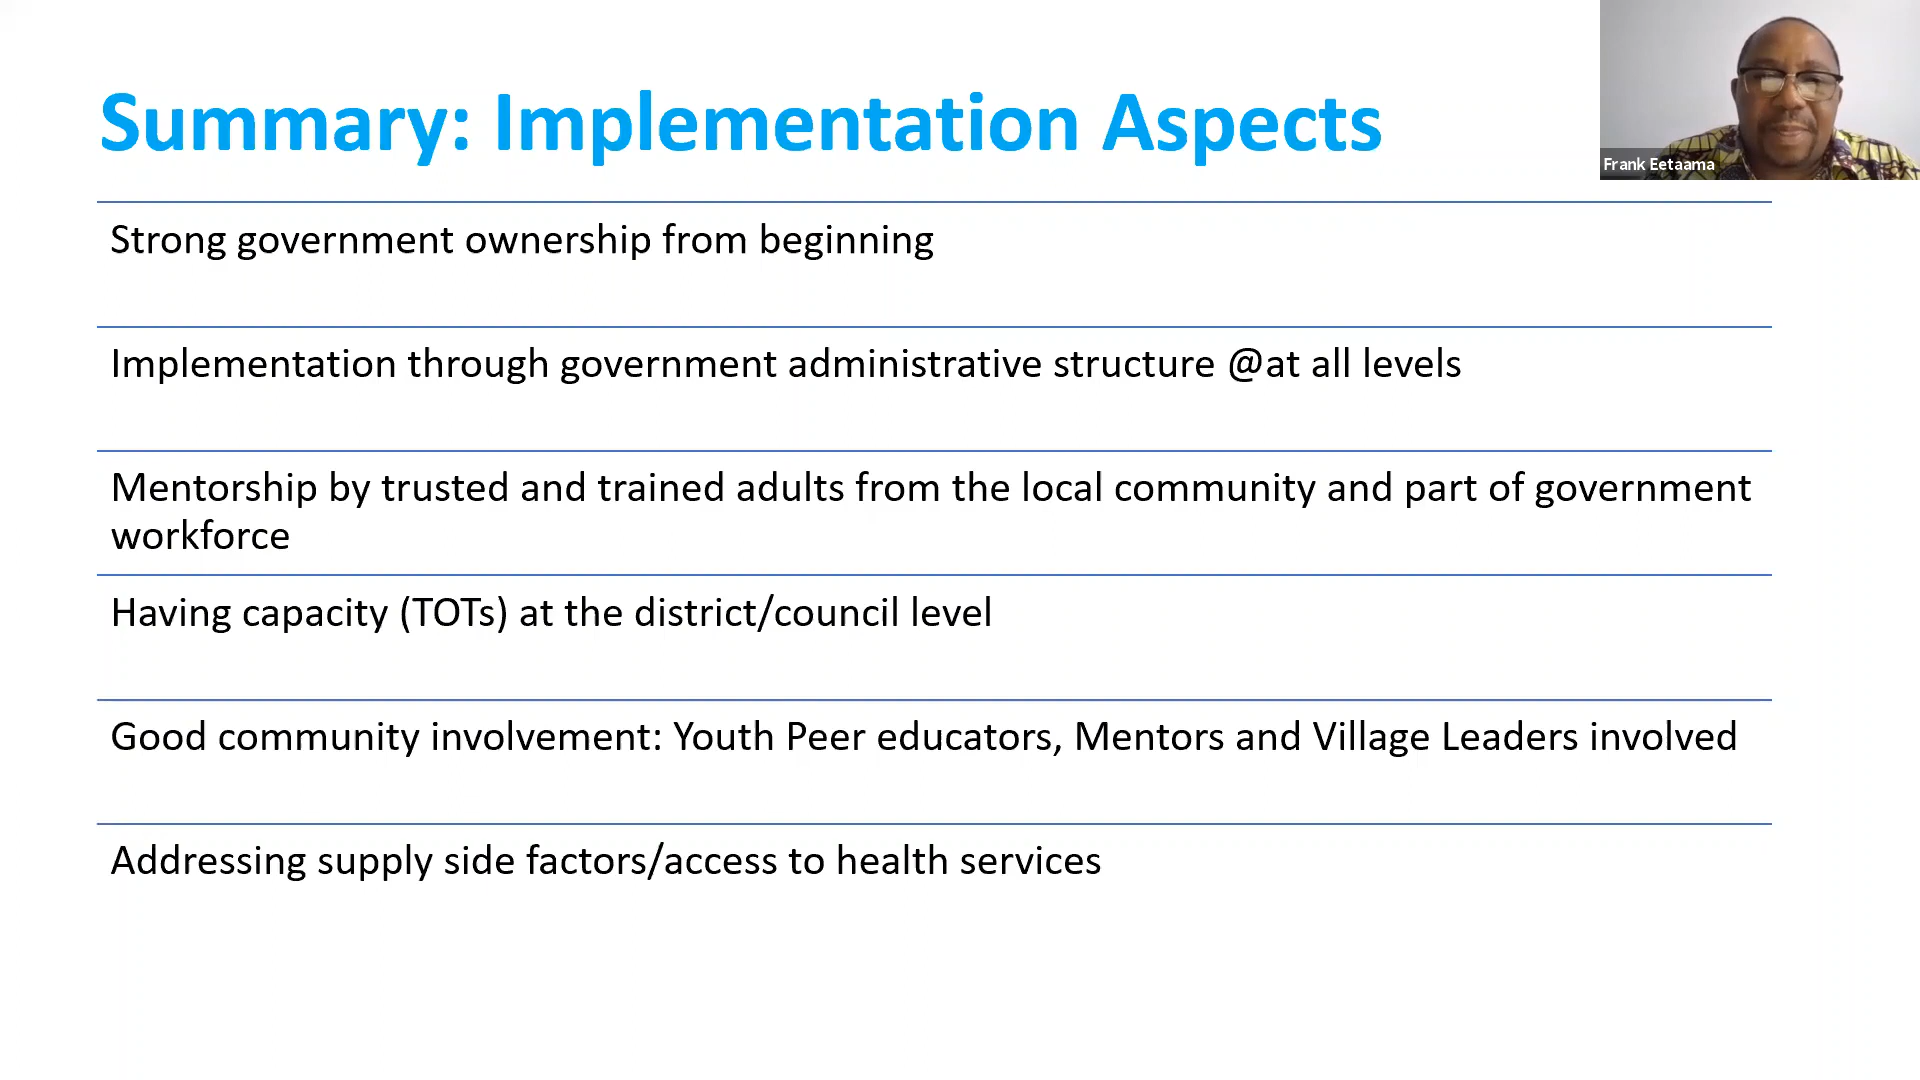 Summary: Implementation Aspects
Frank Eetaama
Strong government ownership from beginning
Implementation through government administrative structure @at all levels
Mentorship by trusted and trained adults from the local community and part of government
workforce
Having capacity (TOTs) at the district/council level
Good community involvement: Youth Peer educators, Mentors and Village Leaders involved
Addressing supply side factors/access to health services